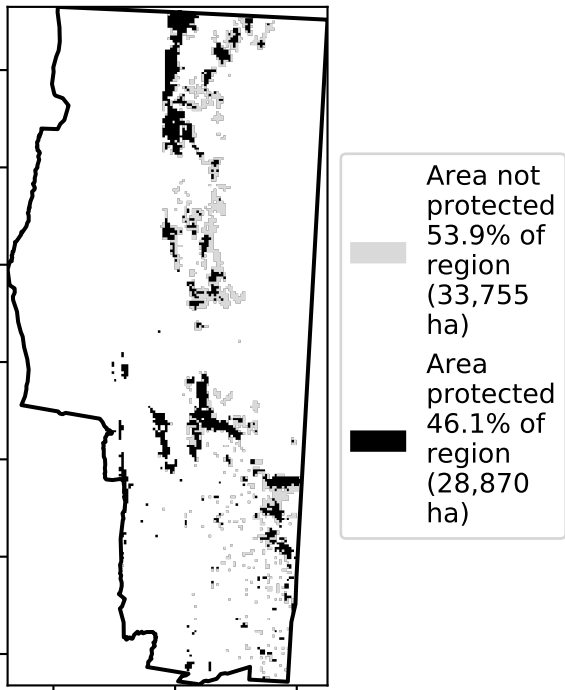 Area not
protected
53.9% of
region
(33,755
ha)
Area
protected
46.1% of
region
(28,870
ha)